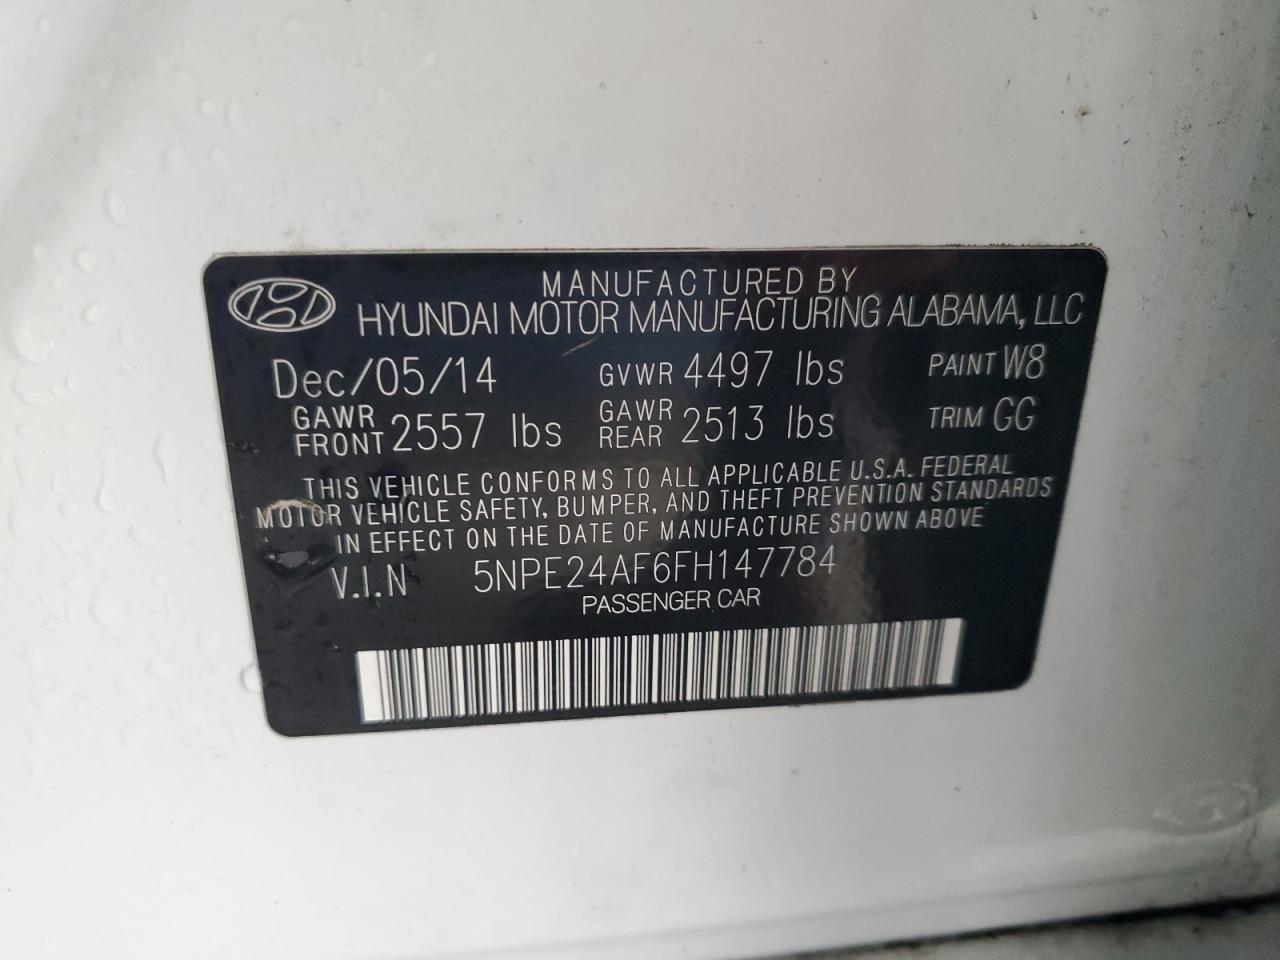 MANUFACTURED BY
HYUNDAI MOTOR MANUFACTURING ALABAMA, LLC
Dec/05/14 GVWR 4497 lbs PAINT W8
GAWR FRONT 2557 lbs GAWR REAR 2513 lbs TRIM GG
THIS VEHICLE CONFORMS TO ALL APPLICABLE U.S.A. FEDERAL
MOTOR VEHICLE SAFETY, BUMPER, AND THEFT PREVENTION STANDARDS
IN EFFECT ON THE DATE OF MANUFACTURE SHOWN ABOVE
V.I.N 5NPE24AF6FH147784
PASSENGER CAR